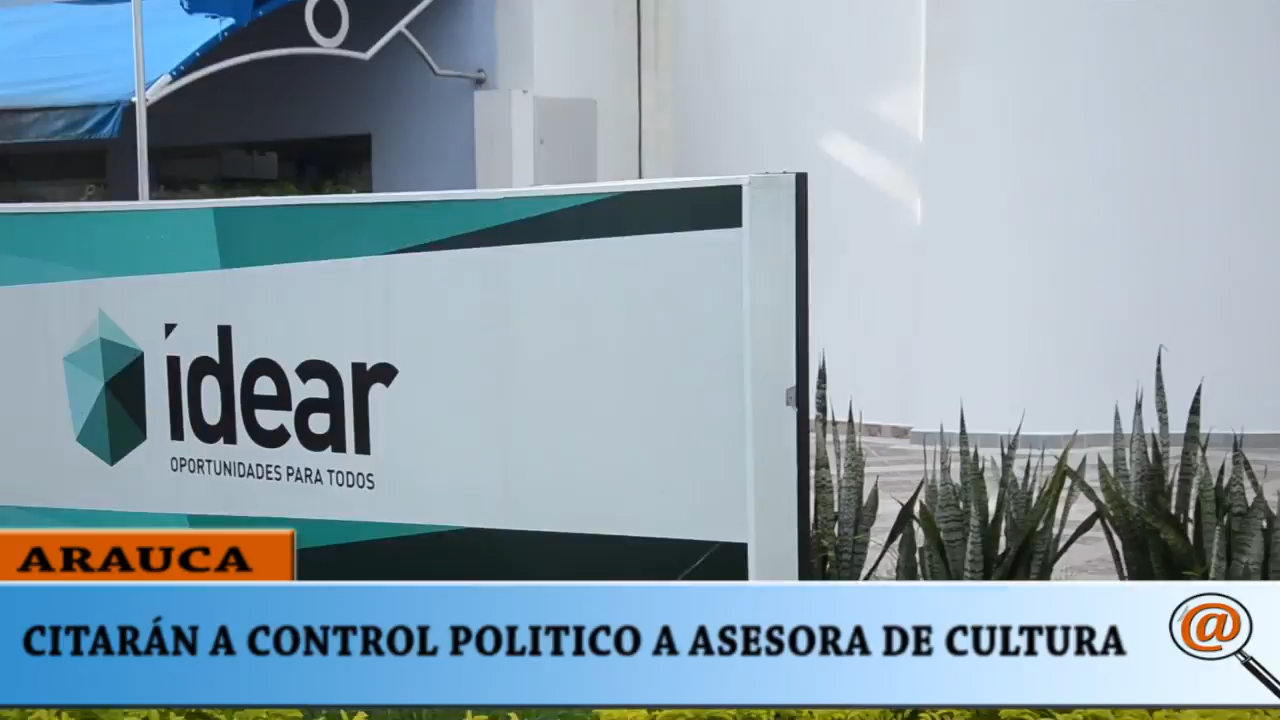 idear
OPORTUNIDADES PARA TODOS
ARAUCA
CITARÁN A CONTROL POLITICO A ASESORA DE CULTURA
@